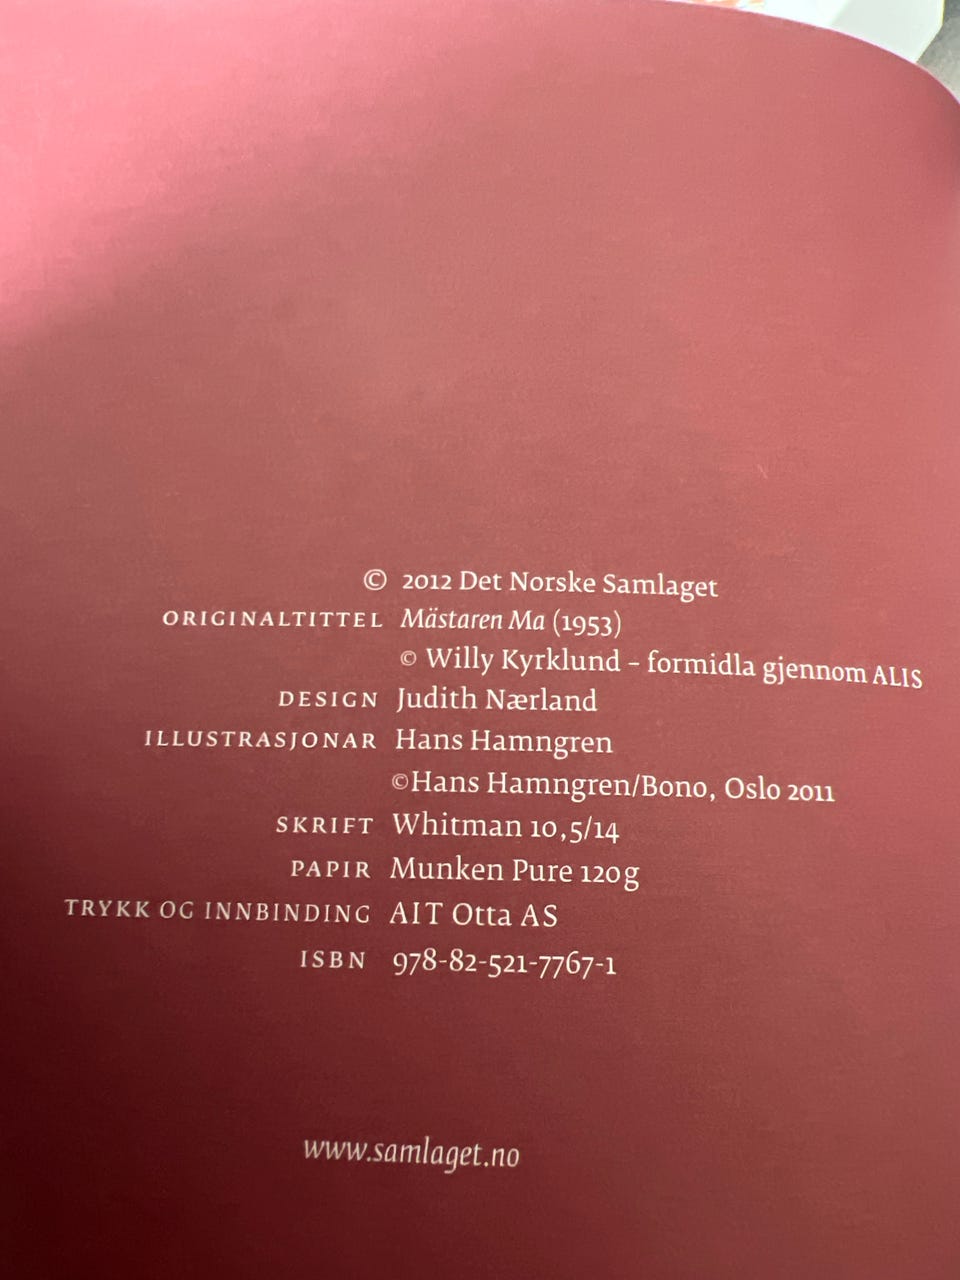 © 2012 Det Norske Samlaget
ORIGINALTITTEL Mästaren Ma (1953)
© Willy Kyrklund – formidla gjennom ALIS
DESIGN Judith Nærland
ILLUSTRASJONAR Hans Hamngren
©Hans Hamngren/Bono, Oslo 2011
SKRIFT Whitman 10,5/14
PAPIR Munken Pure 120g
TRYKK OG INNBINDING AIT Otta AS
ISBN 978-82-521-7767-1
www.samlaget.no